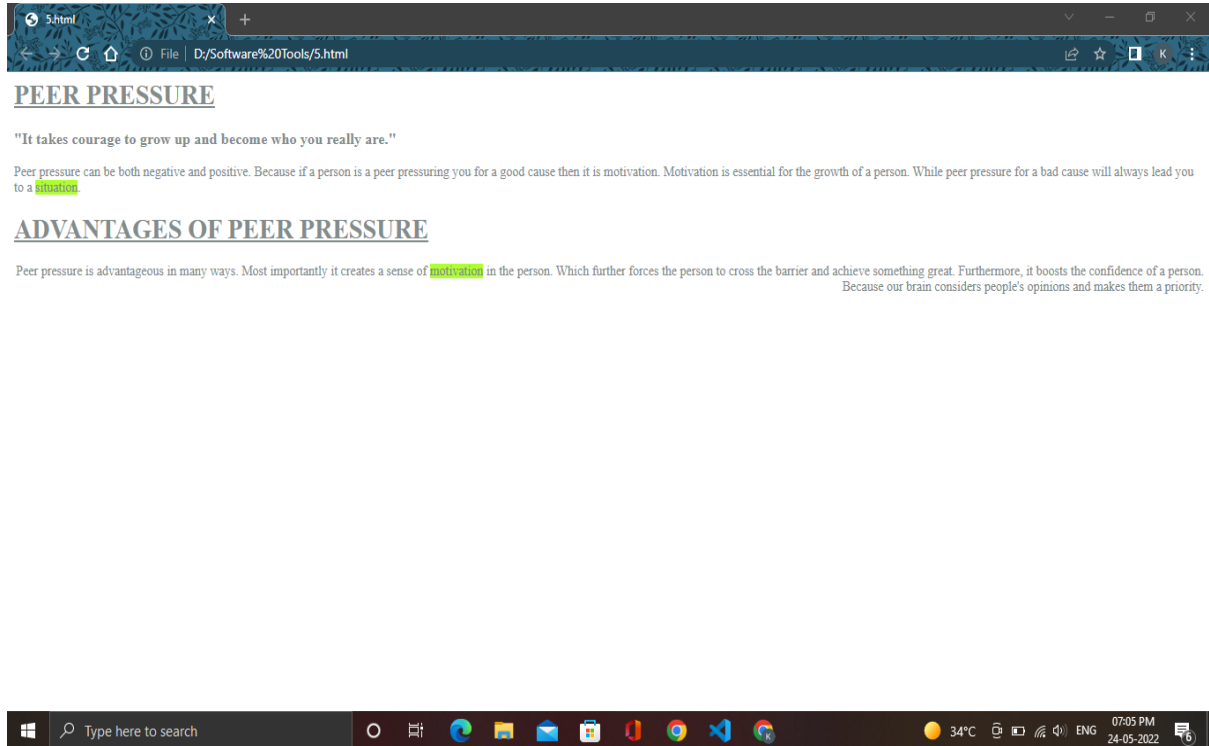 5.html
File D:/Software%20Tools/5.html
K
PEER PRESSURE
"It takes courage to grow up and become who you really are."
Peer pressure can be both negative and positive. Because if a person is a peer pressuring you for a good cause then it is motivation. Motivation is essential for the growth of a person. While peer pressure for a bad cause will always lead you
to a situation.
ADVANTAGES OF PEER PRESSURE
Peer pressure is advantageous in many ways. Most importantly it creates a sense of motivation in the person. Which further forces the person to cross the barrier and achieve something great. Furthermore, it boosts the confidence of a person.
Because our brain considers people's opinions and makes them a priority.
Type here to search
K
34°C ENG
07:05 PM
24-05-2022
6